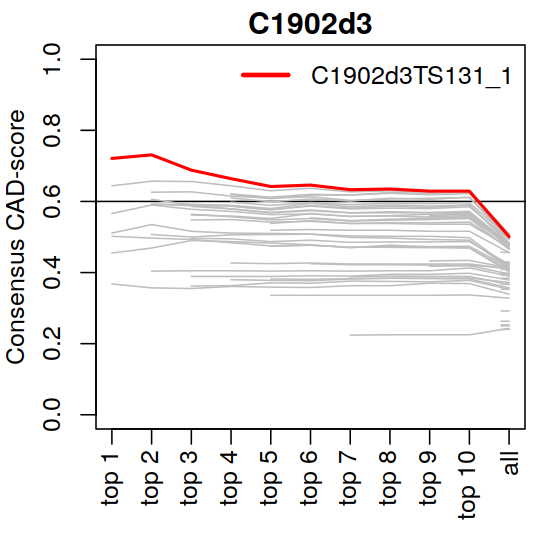 C1902d3
C1902d3TS131_1
Consensus CAD-score
1.0
0.8
0.6
0.4
0.2
0.0
top 1
top 2
top 3
top 4
top 5
top 6
top 7
top 8
top 9
top 10
all